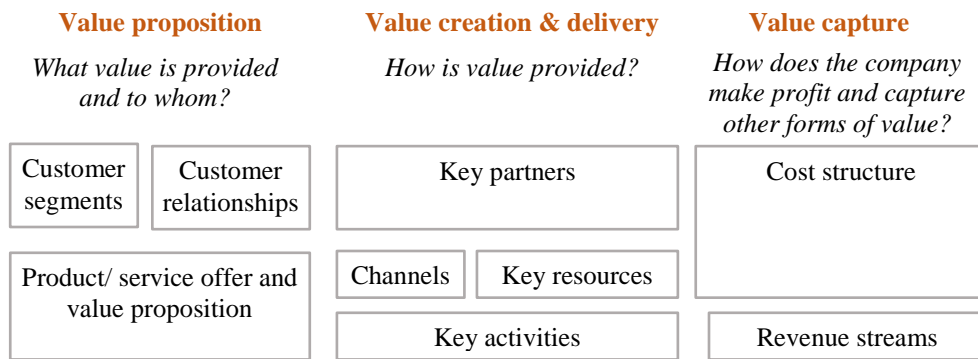 Value proposition
What value is provided
and to whom?
Customer
segments
Customer
relationships
Product/ service offer and
value proposition
Value creation & delivery
How is value provided?
Key partners
Channels
Key resources
Key activities
Value capture
How does the company
make profit and capture
other forms of value?
Cost structure
Revenue streams